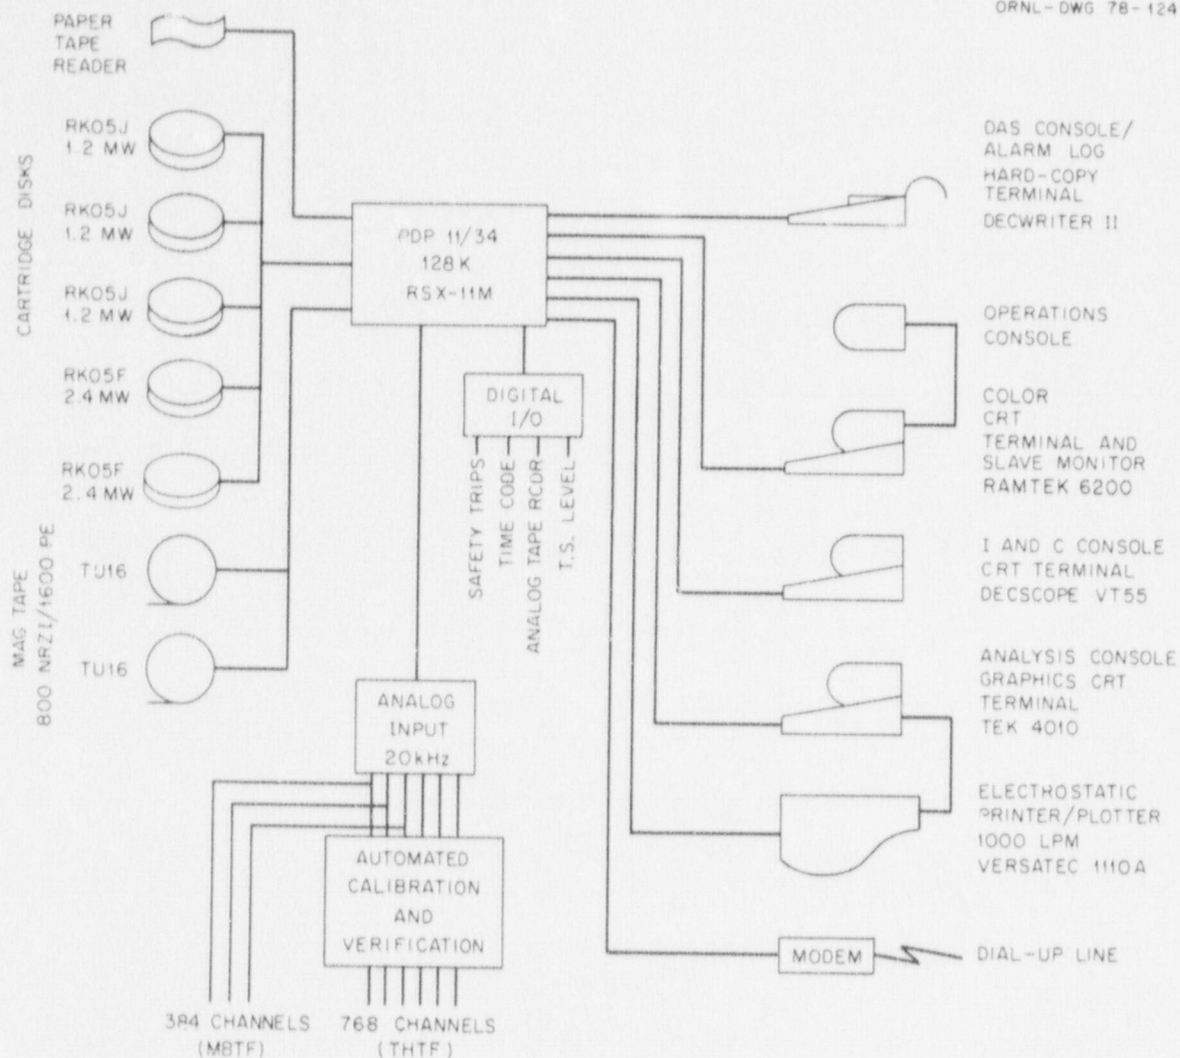 ORNL-DWG 78-124
PAPER
TAPE
READER
CARTRIDGE DISKS
RK05J
1.2 MW
RK05J
1.2 MW
RK05J
1.2 MW
RK05F
2.4 MW
RK05F
2.4 MW
MAG TAPE
800 NRZI/1600 PE
TU16
TU16
PDP 11/34
128K
RSX-11M
DIGITAL
I/O
SAFETY TRIPS
TIME CODE
ANALOG TAPE RCDR
T.S. LEVEL
ANALOG
INPUT
20kHz
AUTOMATED
CALIBRATION
AND
VERIFICATION
384 CHANNELS
(MBTF)
768 CHANNELS
(THTF)
DAS CONSOLE/
ALARM LOG
HARD-COPY
TERMINAL
DECWRITER II
OPERATIONS
CONSOLE
COLOR
CRT
TERMINAL AND
SLAVE MONITOR
RAMTEK 6200
I AND C CONSOLE
CRT TERMINAL
DECSCOPE VT55
ANALYSIS CONSOLE
GRAPHICS CRT
TERMINAL
TEK 4010
ELECTROSTATIC
PRINTER/PLOTTER
1000 LPM
VERSATEC 1110A
MODEM
DIAL-UP LINE